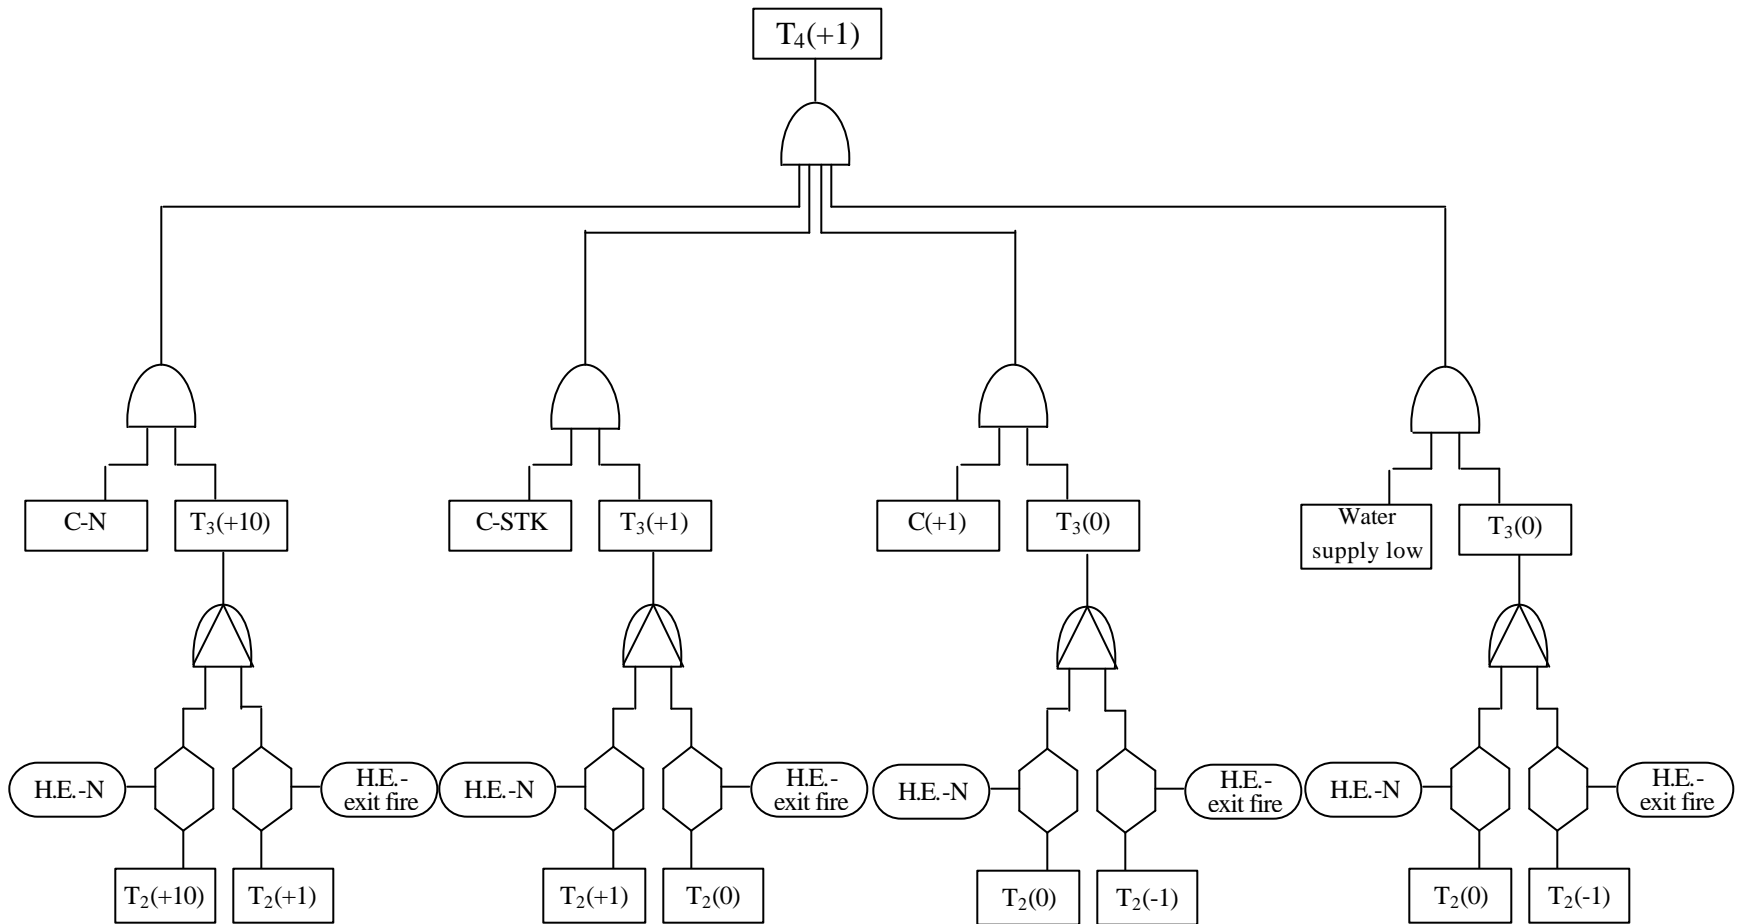 T₄(+1)
C-N
T₃(+10)
C-STK
T₃(+1)
C(+1)
T₃(0)
Water
supply low
T₃(0)
H.E.-N
H.E.-
exit fire
H.E.-N
H.E.-
exit fire
H.E.-N
H.E.-
exit fire
H.E.-N
H.E.-
exit fire
T₂(+10)
T₂(+1)
T₂(+1)
T₂(0)
T₂(0)
T₂(-1)
T₂(0)
T₂(-1)